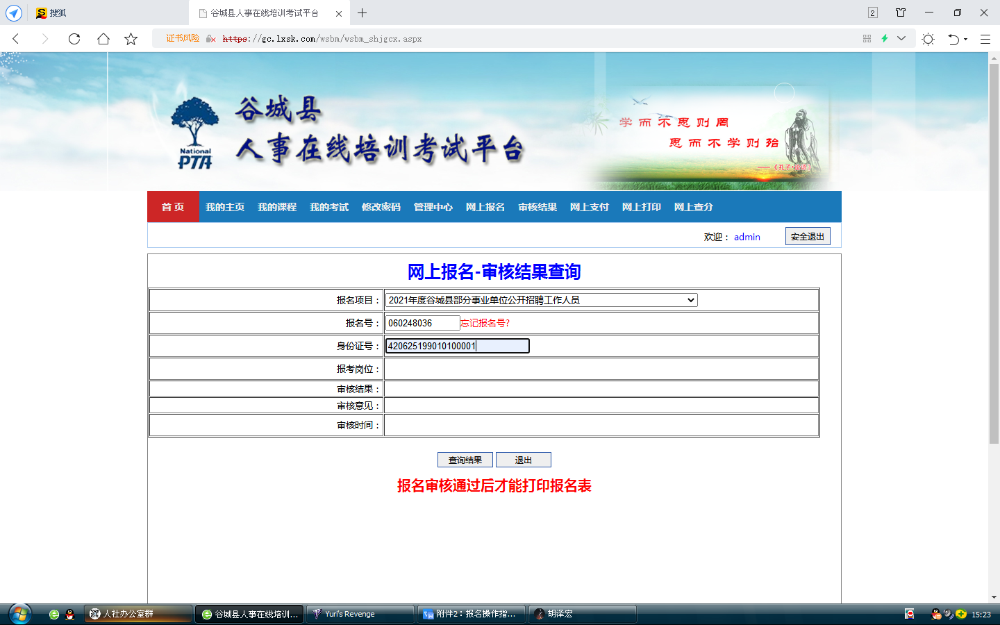 搜狐
谷城县人事在线培训考试平台
2
证书风险 https://gc.lxsk.com/wsbm/wsbm_shjgcx.aspx
谷城县
人事在线培训考试平台
National
PTA
学而不思则罔
思而不学则殆
——《孔子·论语》
首 页 我的主页 我的课程 我的考试 修改密码 管理中心 网上报名 审核结果 网上支付 网上打印 网上查分
欢迎： admin 安全退出
网上报名-审核结果查询
报名项目： 2021年度谷城县部分事业单位公开招聘工作人员
报名号： 060248036 忘记报名号?
身份证号： 420625199010100001
报考岗位：
审核结果：
审核意见：
审核时间：
查询结果 退出
报名审核通过后才能打印报名表
人社办公室群 谷城县人事在线培训... Yuri's Revenge 附件2：报名操作指... 胡泽宏 15:23